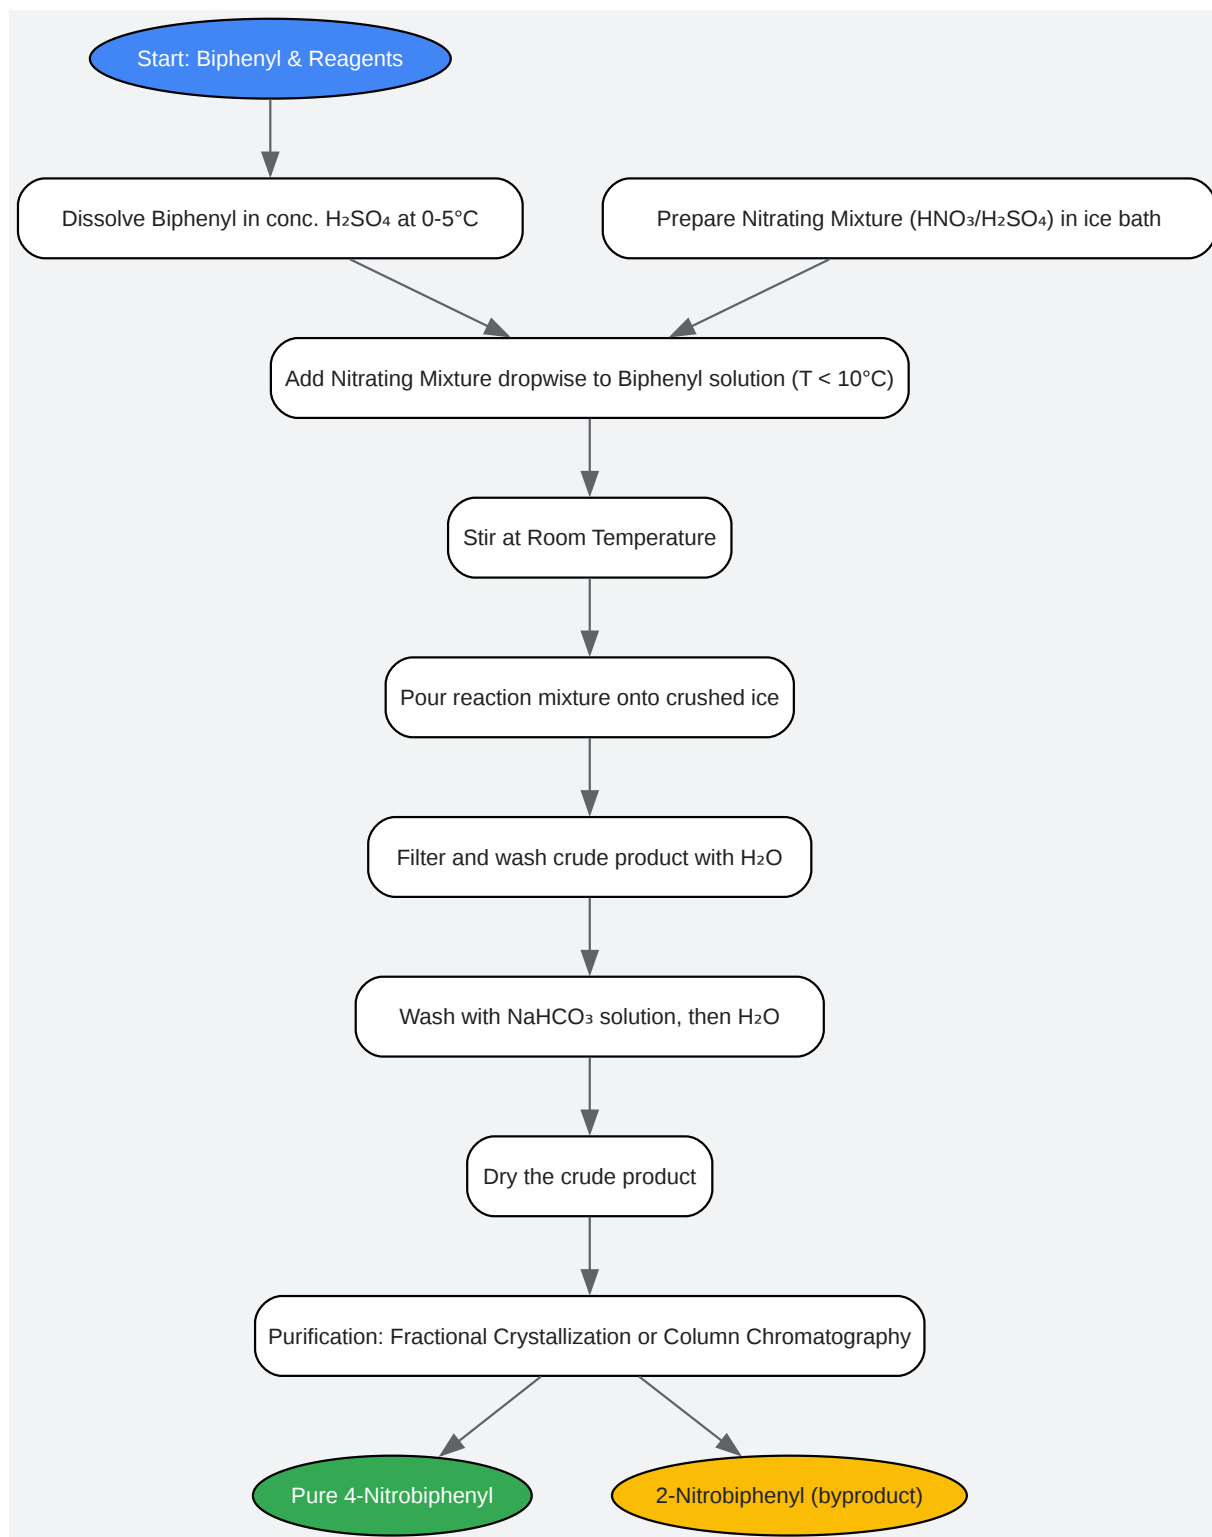 Start: Biphenyl & Reagents
Dissolve Biphenyl in conc. H₂SO₄ at 0-5°C
Prepare Nitrating Mixture (HNO₃/H₂SO₄) in ice bath
Add Nitrating Mixture dropwise to Biphenyl solution (T < 10°C)
Stir at Room Temperature
Pour reaction mixture onto crushed ice
Filter and wash crude product with H₂O
Wash with NaHCO₃ solution, then H₂O
Dry the crude product
Purification: Fractional Crystallization or Column Chromatography
Pure 4-Nitrobiphenyl
2-Nitrobiphenyl (byproduct)